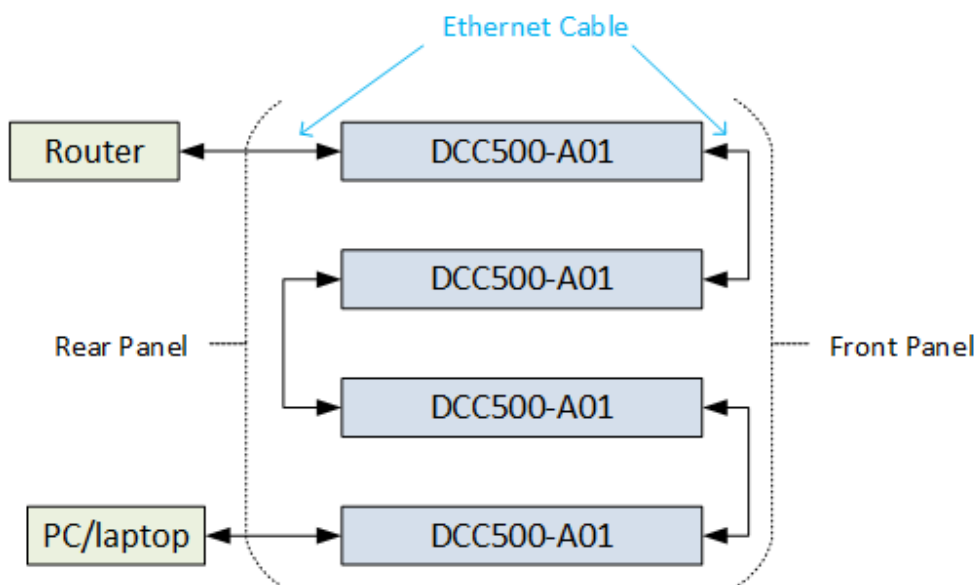 Ethernet Cable
Router
DCC500-A01
DCC500-A01
Rear Panel
Front Panel
DCC500-A01
PC/laptop
DCC500-A01